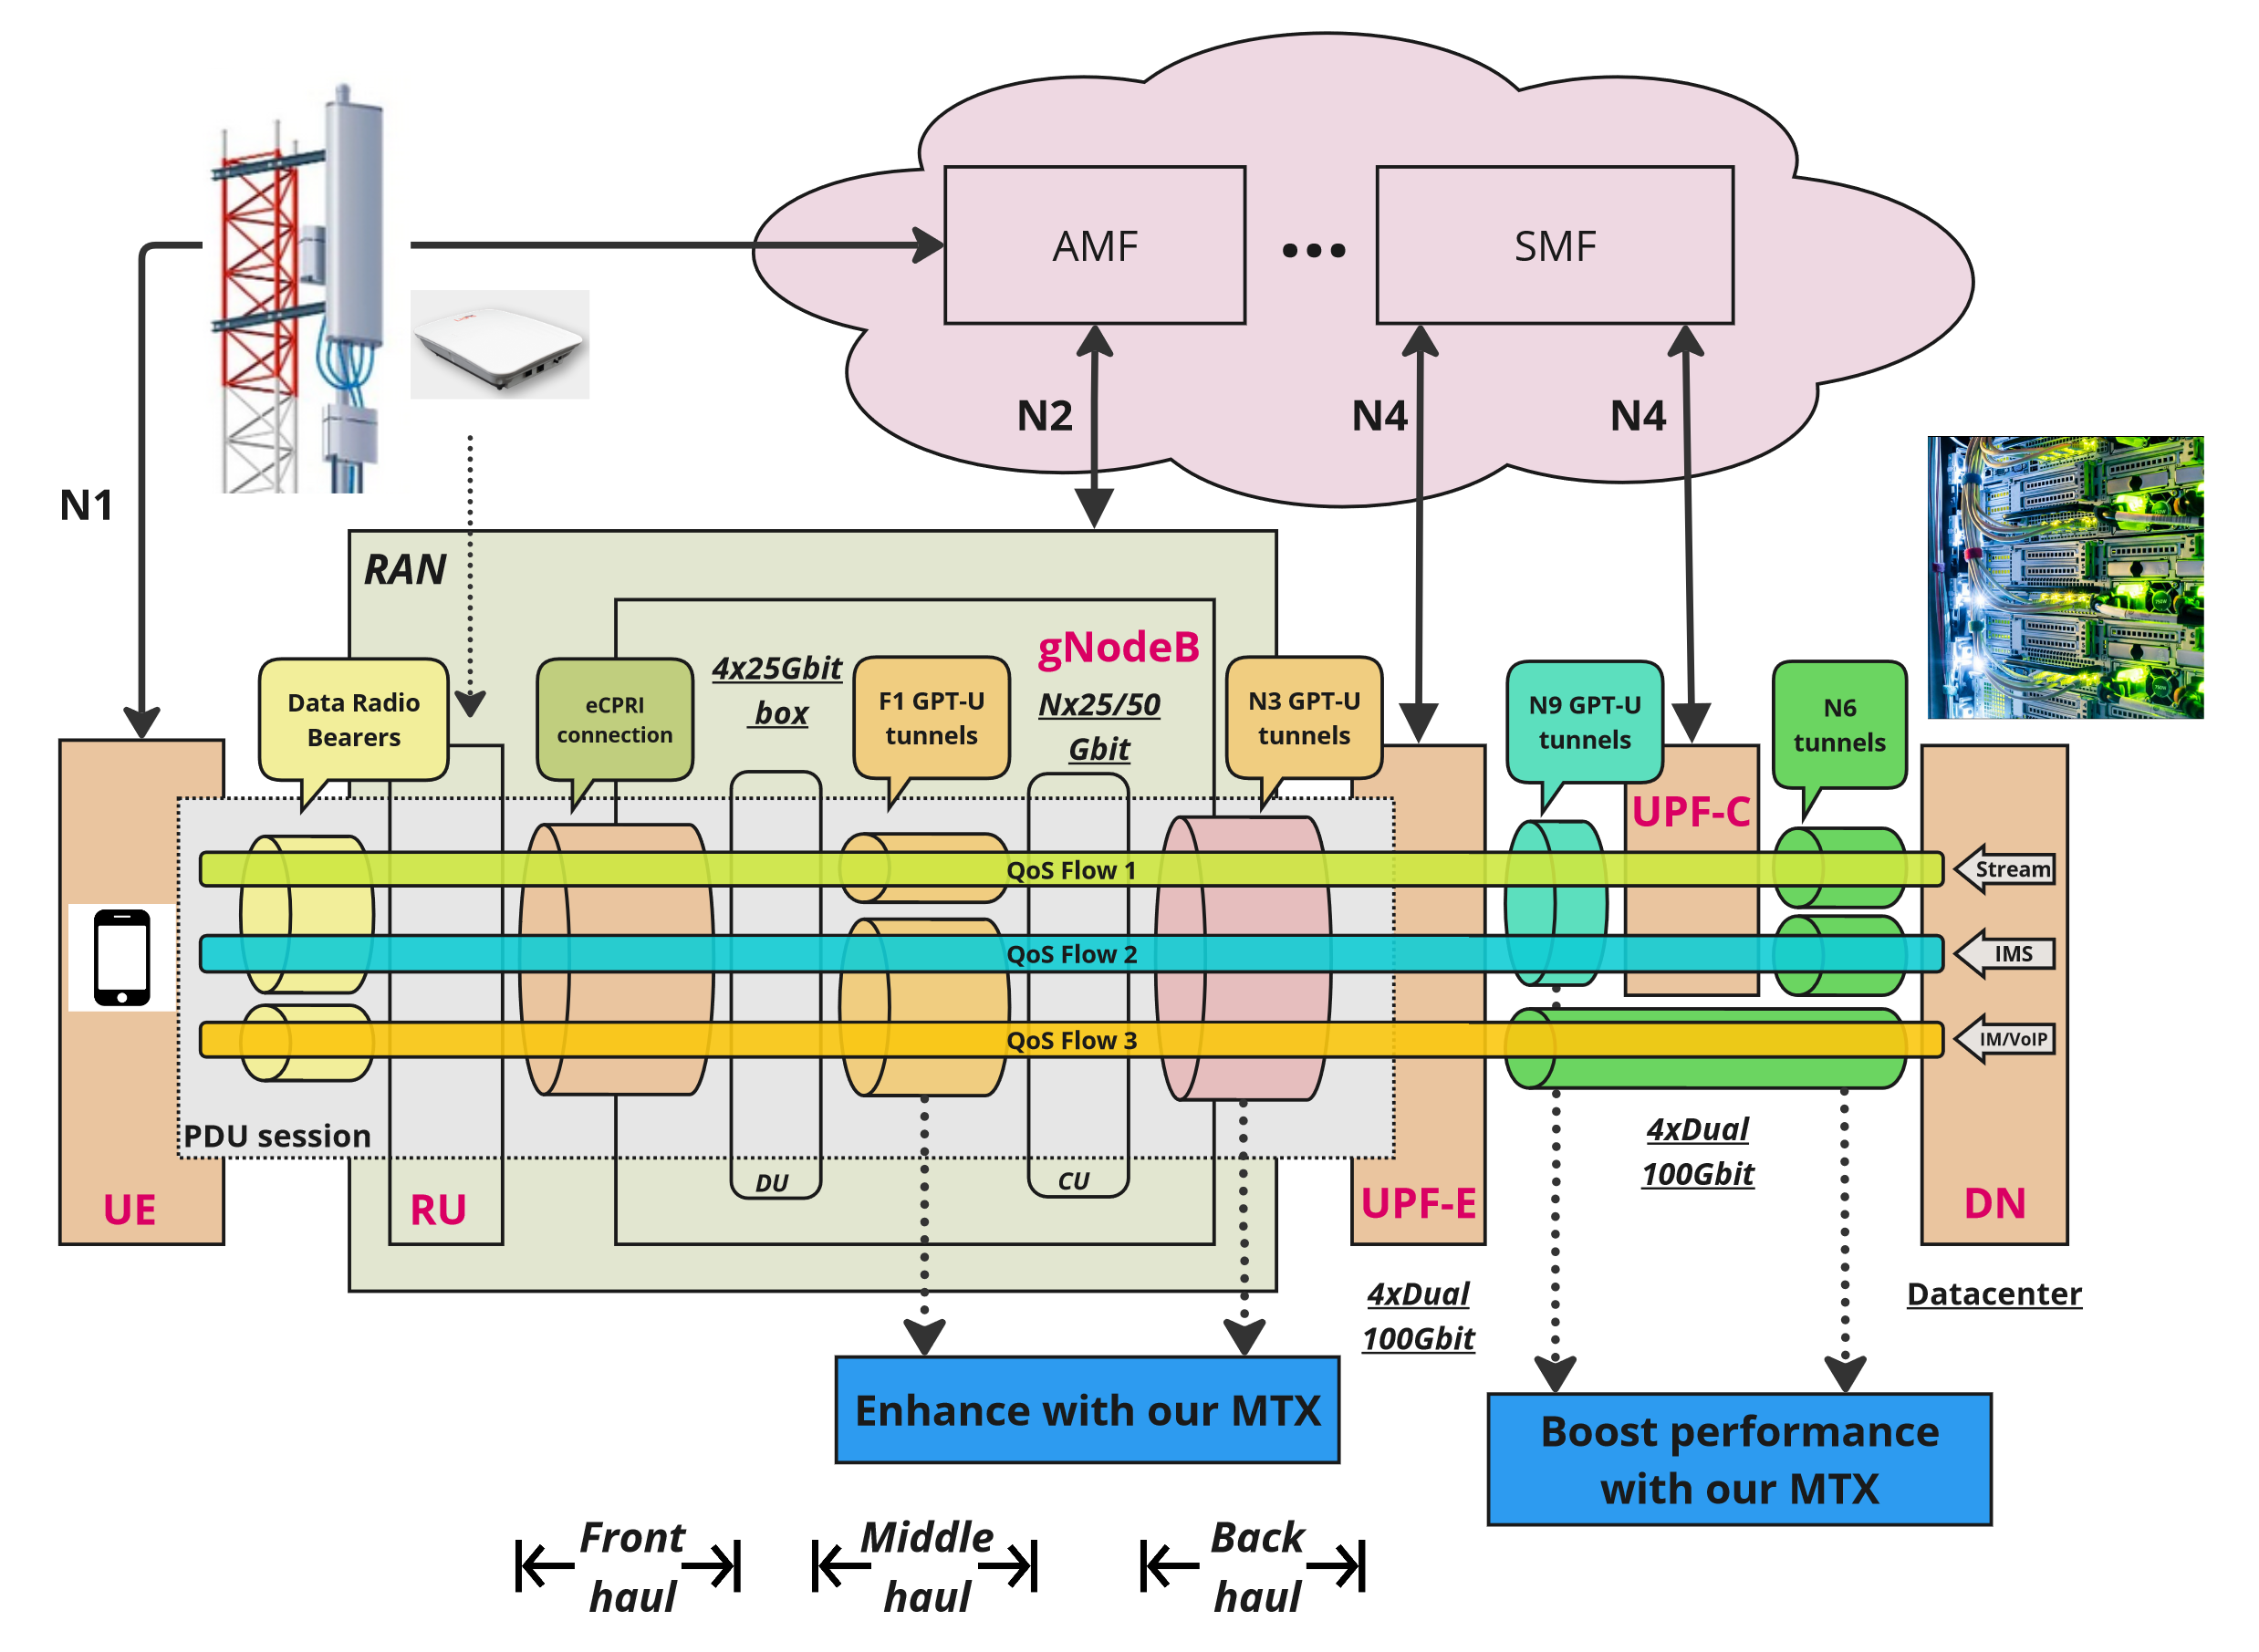 AMF
SMF
N2
N4
N4
N1
RAN
gNodeB
4x25Gbit
box
Nx25/50
Gbit
Data Radio
Bearers
eCPRI
connection
F1 GPT-U
tunnels
N3 GPT-U
tunnels
N9 GPT-U
tunnels
N6
tunnels
UPF-C
QoS Flow 1
Stream
QoS Flow 2
IMS
QoS Flow 3
IM/VoIP
PDU session
DU
CU
UE
RU
UPF-E
DN
4xDual
100Gbit
4xDual
100Gbit
Datacenter
Enhance with our MTX
Boost performance
with our MTX
Front
haul
Middle
haul
Back
haul